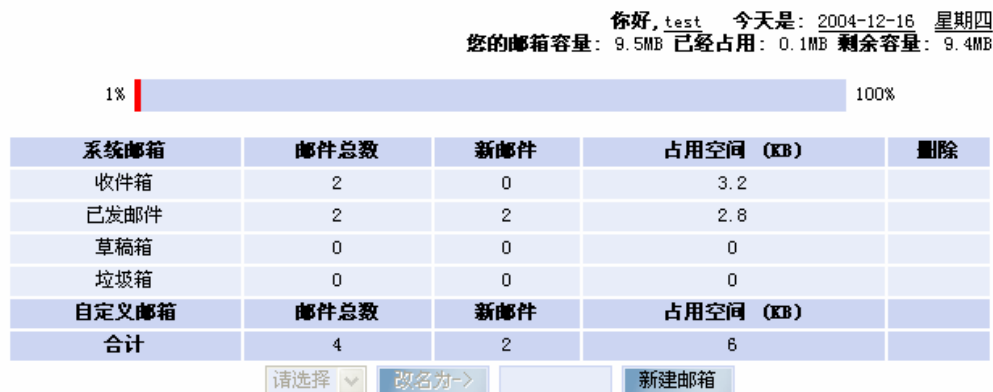 你好, test 今天是: 2004-12-16 星期四
您的邮箱容量: 9.5MB 已经占用: 0.1MB 剩余容量: 9.4MB
1% 100%
系统邮箱 邮件总数 新邮件 占用空间 (KB) 删除
收件箱 2 0 3.2
已发邮件 2 2 2.8
草稿箱 0 0 0
垃圾箱 0 0 0
自定义邮箱 邮件总数 新邮件 占用空间 (KB)
合计 4 2 6
请选择 改名为-> 新建邮箱